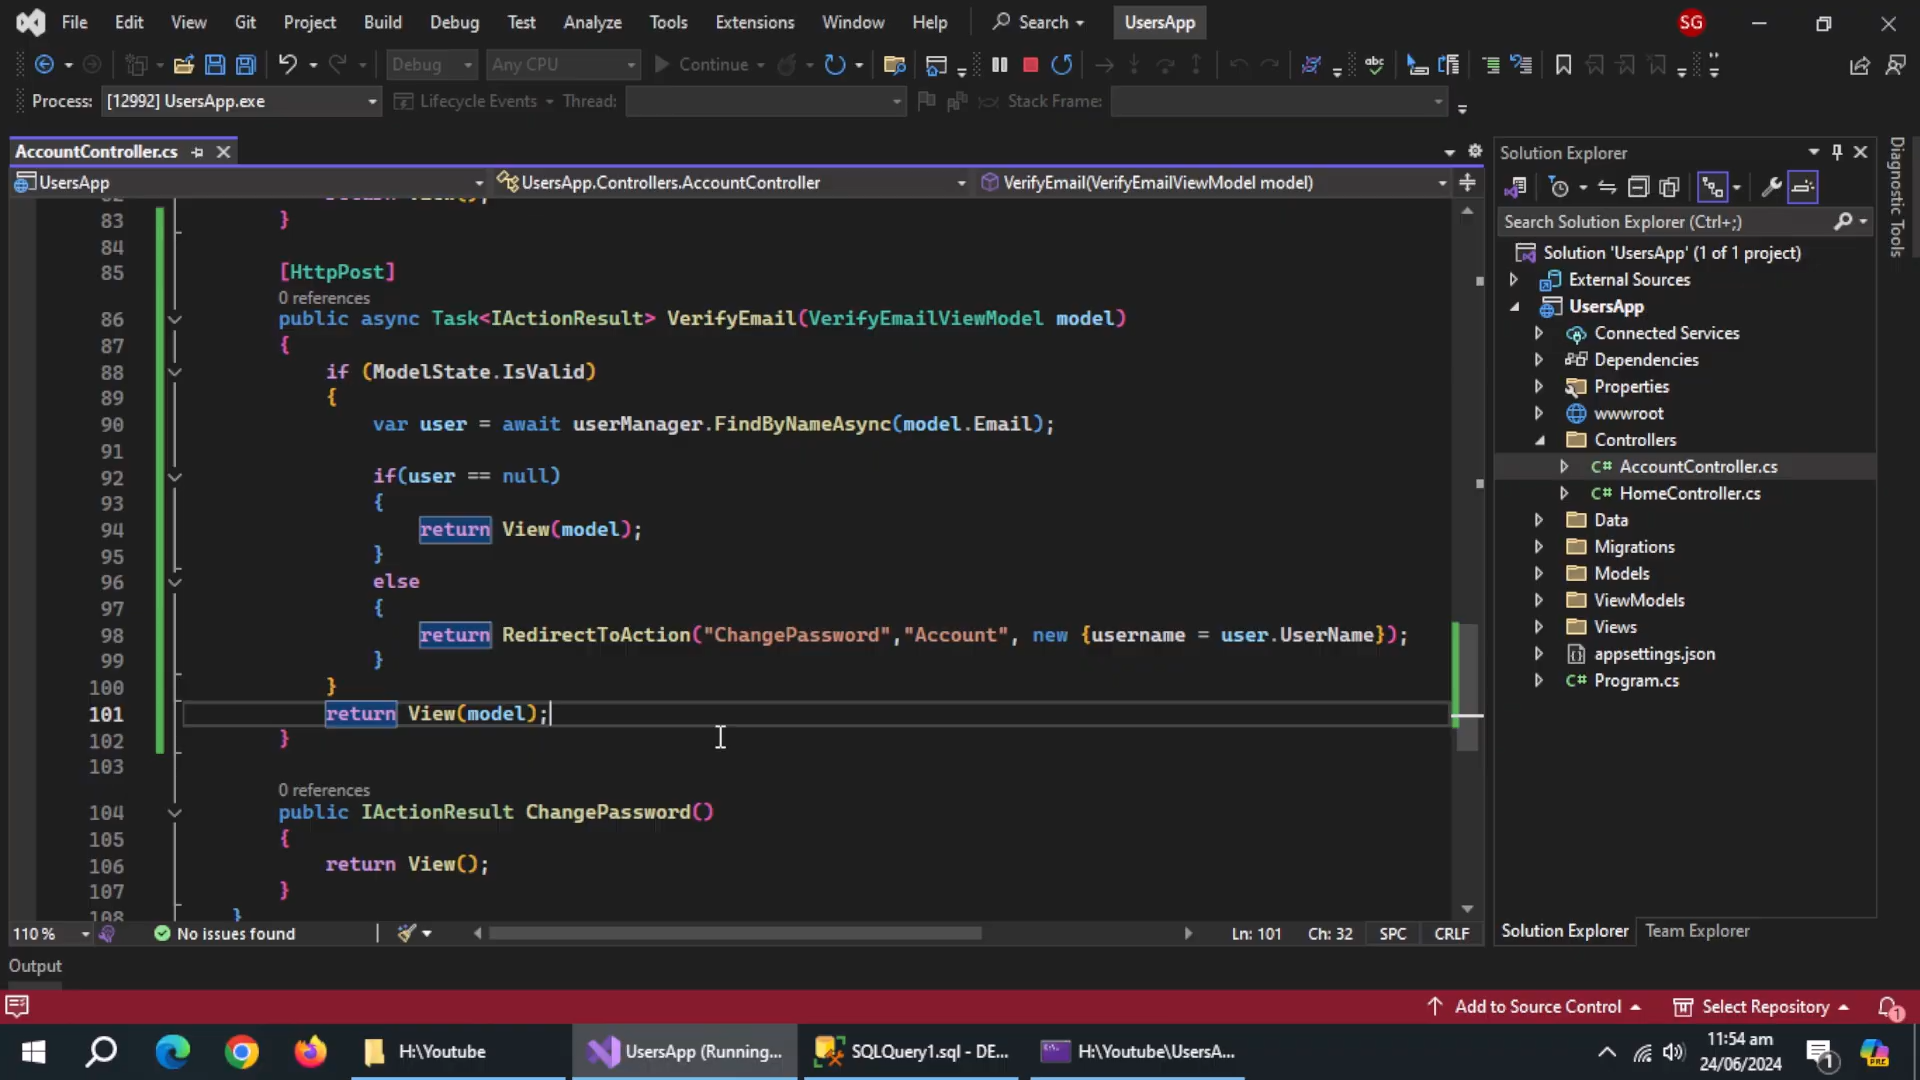 File Edit View Git Project Build Debug Test Analyze Tools Extensions Window Help Search UsersApp SG
Debug Any CPU Continue
Process: [12992] UsersApp.exe Lifecycle Events Thread: Stack Frame:
AccountController.cs
UsersApp UsersApp.Controllers.AccountController VerifyEmail(VerifyEmailViewModel model)
83 }
84
85 [HttpPost]
0 references
86 public async Task<IActionResult> VerifyEmail(VerifyEmailViewModel model)
87 {
88 if (ModelState.IsValid)
89 {
90 var user = await userManager.FindByNameAsync(model.Email);
91
92 if(user == null)
93 {
94 return View(model);
95 }
96 else
97 {
98 return RedirectToAction("ChangePassword","Account", new {username = user.UserName});
99 }
100 }
101 return View(model);
102 }
103
0 references
104 public IActionResult ChangePassword()
105 {
106 return View();
107 }
108 }
110 % No issues found Ln: 101 Ch: 32 SPC CRLF
Output
Solution Explorer
Search Solution Explorer (Ctrl+;)
Solution 'UsersApp' (1 of 1 project)
External Sources
UsersApp
Connected Services
Dependencies
Properties
wwwroot
Controllers
C# AccountController.cs
C# HomeController.cs
Data
Migrations
Models
ViewModels
Views
appsettings.json
C# Program.cs
Solution Explorer Team Explorer
Diagnostic Tools
Add to Source Control Select Repository 1
H:\Youtube UsersApp (Running... SQLQuery1.sql - DE... H:\Youtube\UsersA...
11:54 am
24/06/2024
1
PRE